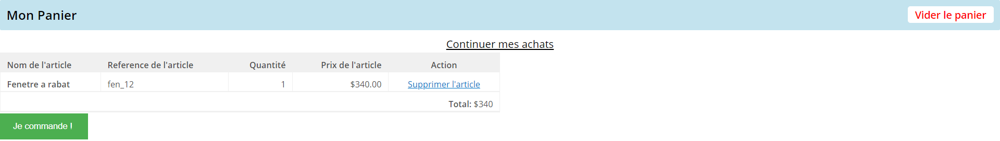 Mon Panier Vider le panier
Continuer mes achats
Nom de l'article Reference de l'article Quantité Prix de l'article Action
Fenetre a rabat fen_12 1 $340.00 Supprimer l'article
Total: $340
Je commande !